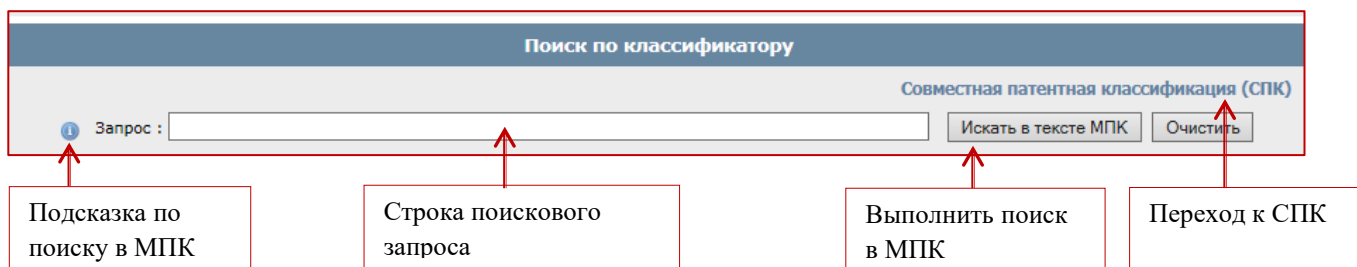 Поиск по классификатору
Совместная патентная классификация (СПК)
Запрос :
Искать в тексте МПК
Очистить
Подсказка по
поиску в МПК
Строка поискового
запроса
Выполнить поиск
в МПК
Переход к СПК